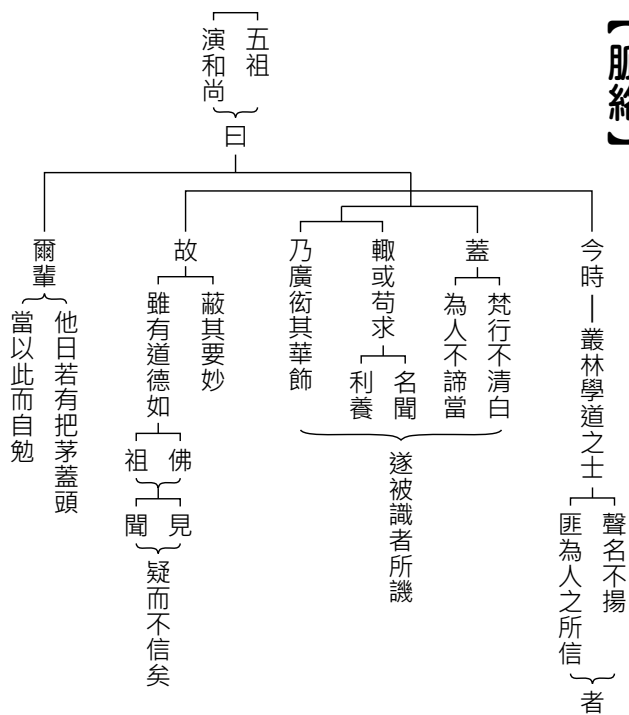 【脈絡】
五祖
演和尚
曰
今時
叢林學道之士
聲名不揚
匪為人之所信
者
蓋
梵行不清白
為人不諦當
輙或苟求
名聞
利養
乃廣衒其華飾
遂被識者所譏
故
蔽其要妙
雖有道德如
佛
祖
見
聞
疑而不信矣
爾輩
他日若有把茅蓋頭
當以此而自勉